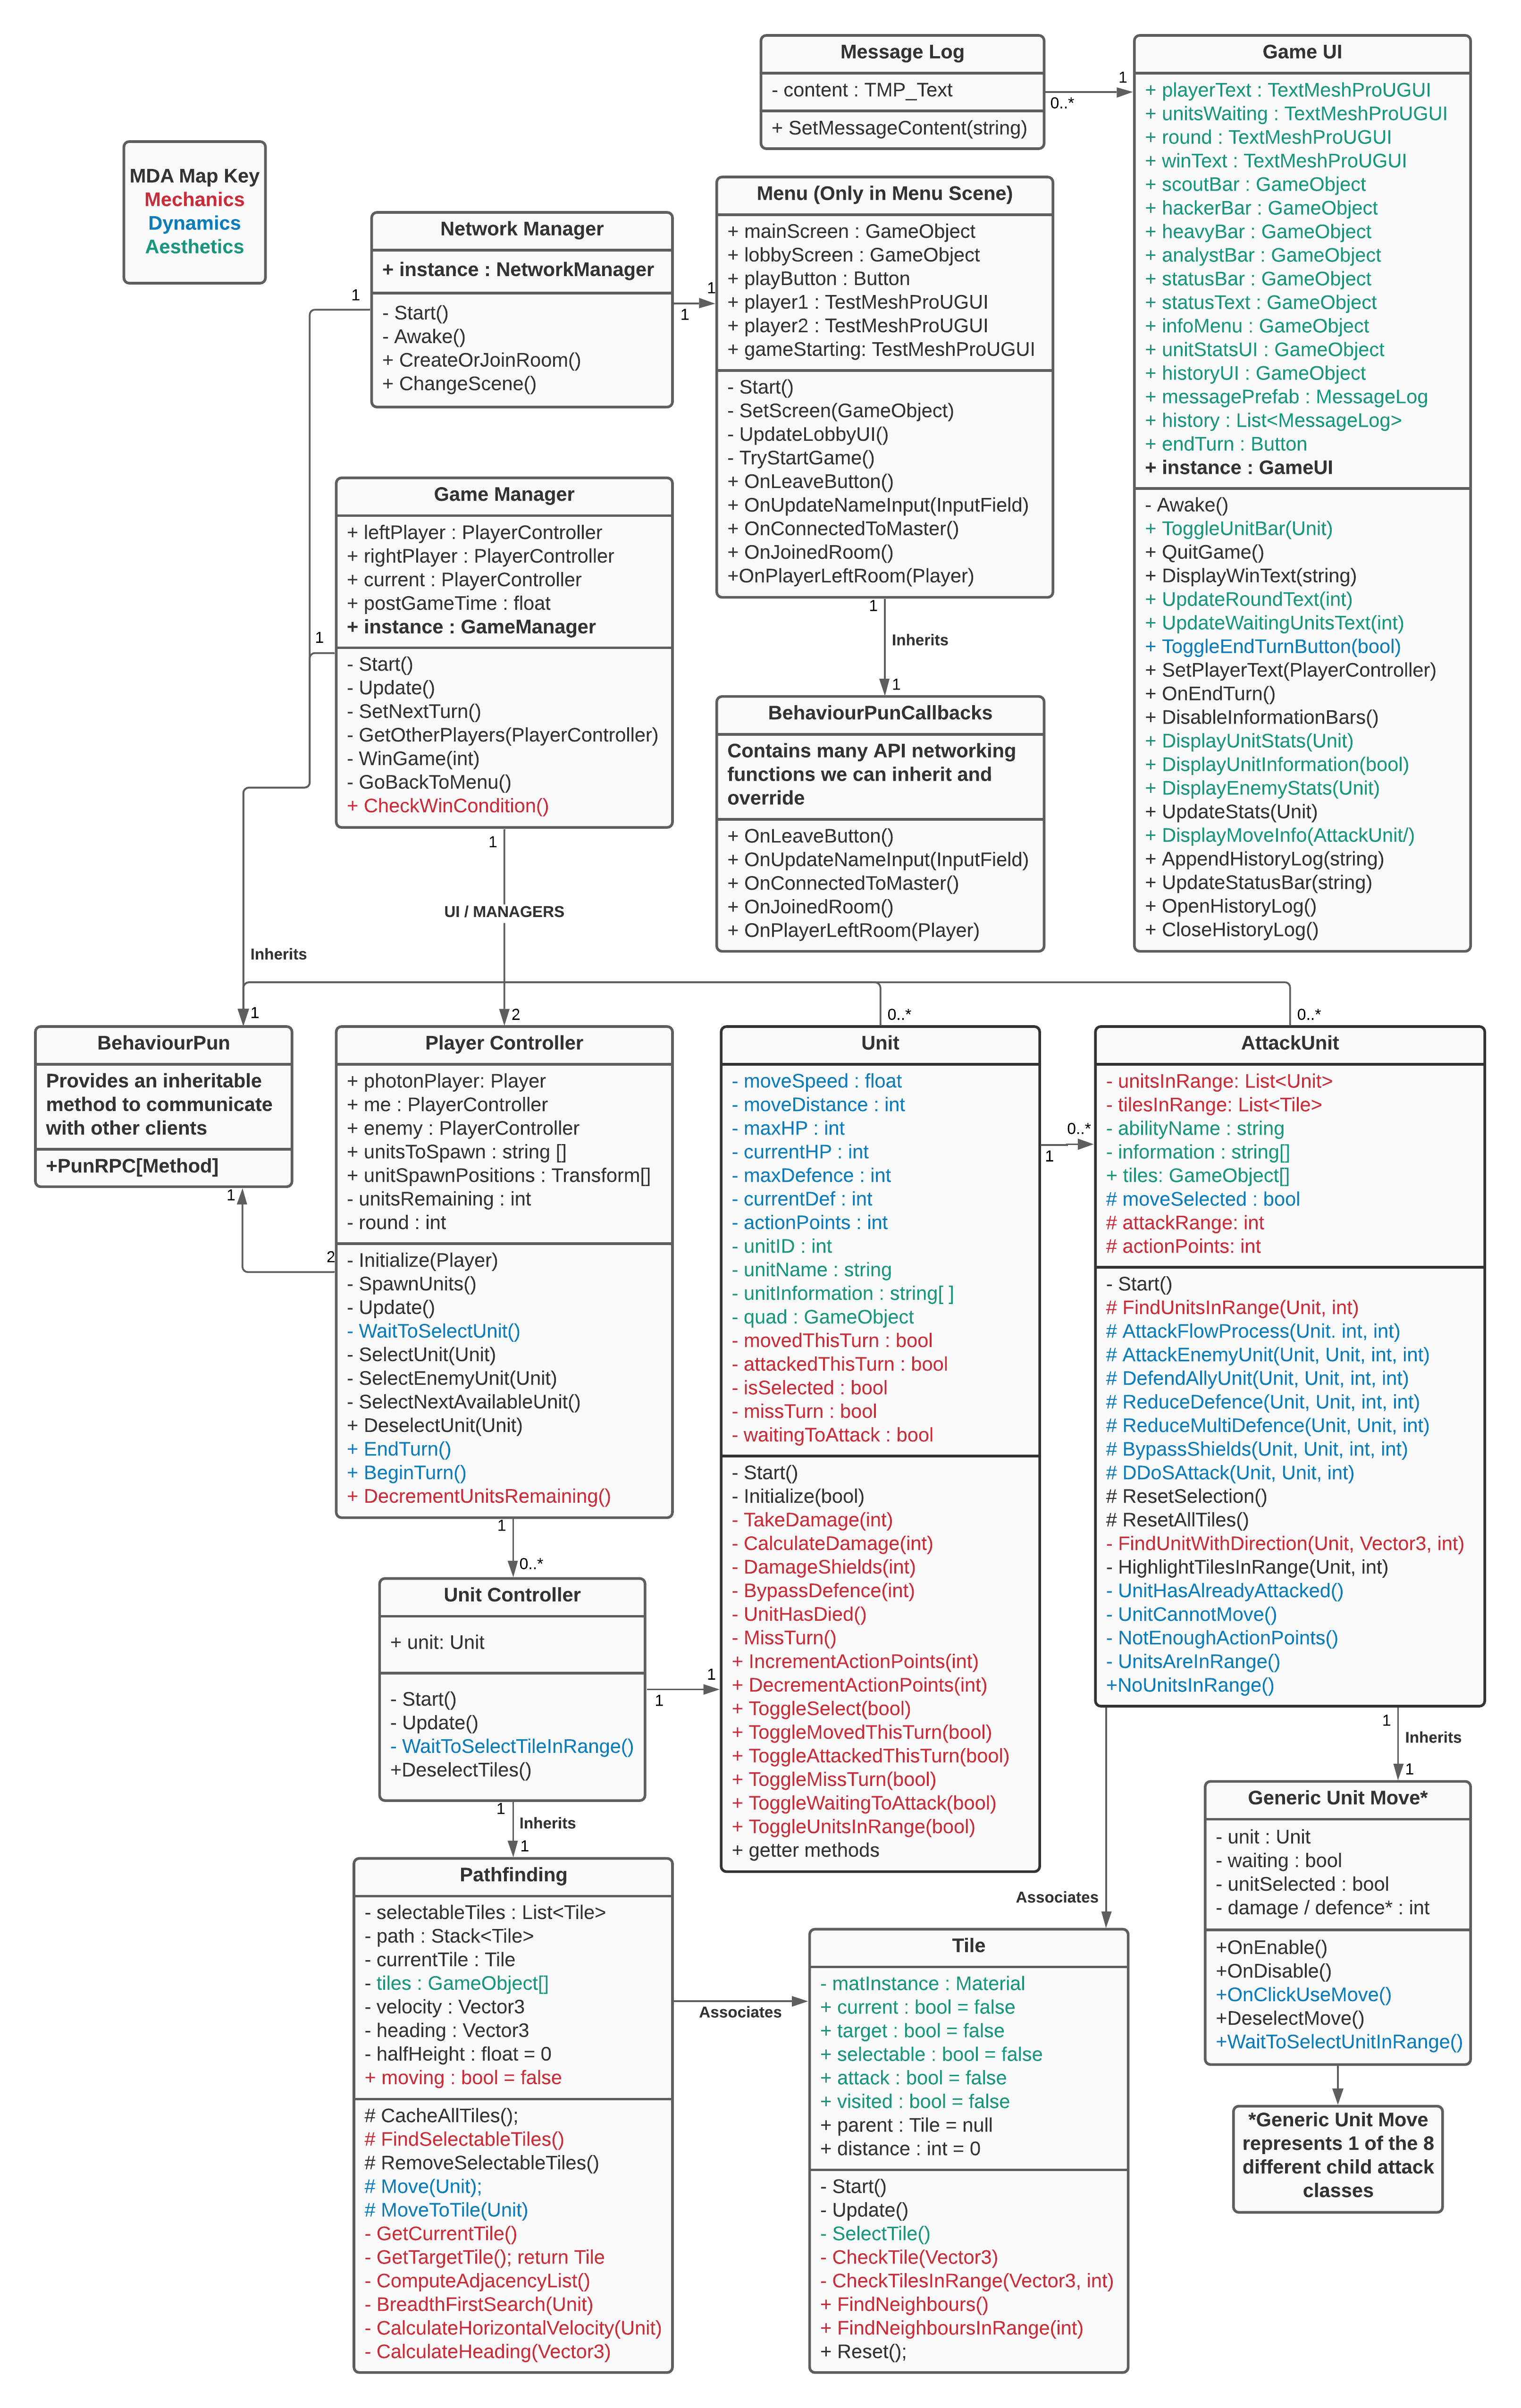 Message Log
- content : TMP_Text
+ SetMessageContent(string)
0..*
1
Game UI
+ playerText : TextMeshProUGUI
+ unitsWaiting : TextMeshProUGUI
+ round : TextMeshProUGUI
+ winText : TextMeshProUGUI
+ scoutBar : GameObject
+ hackerBar : GameObject
+ heavyBar : GameObject
+ analystBar : GameObject
+ statusBar : GameObject
+ statusText : GameObject
+ infoMenu : GameObject
+ unitStatsUI : GameObject
+ historyUI : GameObject
+ messagePrefab : MessageLog
+ history : List<MessageLog>
+ endTurn : Button
+ instance : GameUI
- Awake()
+ ToggleUnitBar(Unit)
+ QuitGame()
+ DisplayWinText(string)
+ UpdateRoundText(int)
+ UpdateWaitingUnitsText(int)
+ ToggleEndTurnButton(bool)
+ SetPlayerText(PlayerController)
+ OnEndTurn()
+ DisableInformationBars()
+ DisplayUnitStats(Unit)
+ DisplayUnitInformation(bool)
+ DisplayEnemyStats(Unit)
+ UpdateStats(Unit)
+ DisplayMoveInfo(AttackUnit/)
+ AppendHistoryLog(string)
+ UpdateStatusBar(string)
+ OpenHistoryLog()
+ CloseHistoryLog()
MDA Map Key
Mechanics
Dynamics
Aesthetics
Network Manager
+ instance : NetworkManager
- Start()
- Awake()
+ CreateOrJoinRoom()
+ ChangeScene()
1
1
1
Menu (Only in Menu Scene)
+ mainScreen : GameObject
+ lobbyScreen : GameObject
+ playButton : Button
+ player1 : TestMeshProUGUI
+ player2 : TestMeshProUGUI
+ gameStarting: TestMeshProUGUI
- Start()
- SetScreen(GameObject)
- UpdateLobbyUI()
- TryStartGame()
+ OnLeaveButton()
+ OnUpdateNameInput(InputField)
+ OnConnectedToMaster()
+ OnJoinedRoom()
+OnPlayerLeftRoom(Player)
1
Inherits
1
BehaviourPunCallbacks
Contains many API networking
functions we can inherit and
override
+ OnLeaveButton()
+ OnUpdateNameInput(InputField)
+ OnConnectedToMaster()
+ OnJoinedRoom()
+ OnPlayerLeftRoom(Player)
Game Manager
+ leftPlayer : PlayerController
+ rightPlayer : PlayerController
+ current : PlayerController
+ postGameTime : float
+ instance : GameManager
- Start()
- Update()
- SetNextTurn()
- GetOtherPlayers(PlayerController)
- WinGame(int)
- GoBackToMenu()
+ CheckWinCondition()
1
1
UI / MANAGERS
2
Inherits
1
BehaviourPun
Provides an inheritable
method to communicate
with other clients
+PunRPC[Method]
1
2
Player Controller
+ photonPlayer: Player
+ me : PlayerController
+ enemy : PlayerController
+ unitsToSpawn : string []
+ unitSpawnPositions : Transform[]
- unitsRemaining : int
- round : int
- Initialize(Player)
- SpawnUnits()
- Update()
- WaitToSelectUnit()
- SelectUnit(Unit)
- SelectEnemyUnit(Unit)
- SelectNextAvailableUnit()
+ DeselectUnit(Unit)
+ EndTurn()
+ BeginTurn()
+ DecrementUnitsRemaining()
1
0..*
Unit Controller
+ unit: Unit
- Start()
- Update()
- WaitToSelectTileInRange()
+DeselectTiles()
1
1
1
Inherits
1
Pathfinding
- selectableTiles : List<Tile>
- path : Stack<Tile>
- currentTile : Tile
- tiles : GameObject[]
- velocity : Vector3
- heading : Vector3
- halfHeight : float = 0
+ moving : bool = false
# CacheAllTiles();
# FindSelectableTiles()
# RemoveSelectableTiles()
# Move(Unit);
# MoveToTile(Unit)
- GetCurrentTile()
- GetTargetTile(); return Tile
- ComputeAdjacencyList()
- BreadthFirstSearch(Unit)
- CalculateHorizontalVelocity(Unit)
- CalculateHeading(Vector3)
Associates
0..*
Unit
- moveSpeed : float
- moveDistance : int
- maxHP : int
- currentHP : int
- maxDefence : int
- currentDef : int
- actionPoints : int
- unitID : int
- unitName : string
- unitInformation : string[ ]
- quad : GameObject
- movedThisTurn : bool
- attackedThisTurn : bool
- isSelected : bool
- missTurn : bool
- waitingToAttack : bool
- Start()
- Initialize(bool)
- TakeDamage(int)
- CalculateDamage(int)
- DamageShields(int)
- BypassDefence(int)
- UnitHasDied()
- MissTurn()
+ IncrementActionPoints(int)
+ DecrementActionPoints(int)
+ ToggleSelect(bool)
+ ToggleMovedThisTurn(bool)
+ ToggleAttackedThisTurn(bool)
+ ToggleMissTurn(bool)
+ ToggleWaitingToAttack(bool)
+ ToggleUnitsInRange(bool)
+ getter methods
0..*
1
0..*
AttackUnit
- unitsInRange: List<Unit>
- tilesInRange: List<Tile>
- abilityName : string
- information : string[]
+ tiles: GameObject[]
# moveSelected : bool
# attackRange: int
# actionPoints: int
- Start()
# FindUnitsInRange(Unit, int)
# AttackFlowProcess(Unit. int, int)
# AttackEnemyUnit(Unit, Unit, int, int)
# DefendAllyUnit(Unit, Unit, int, int)
# ReduceDefence(Unit, Unit, int, int)
# ReduceMultiDefence(Unit, Unit, int)
# BypassShields(Unit, Unit, int, int)
# DDoSAttack(Unit, Unit, int)
# ResetSelection()
# ResetAllTiles()
- FindUnitWithDirection(Unit, Vector3, int)
- HighlightTilesInRange(Unit, int)
- UnitHasAlreadyAttacked()
- UnitCannotMove()
- NotEnoughActionPoints()
- UnitsAreInRange()
+NoUnitsInRange()
1
Inherits
1
Associates
Tile
- matInstance : Material
+ current : bool = false
+ target : bool = false
+ selectable : bool = false
+ attack : bool = false
+ visited : bool = false
+ parent : Tile = null
+ distance : int = 0
- Start()
- Update()
- SelectTile()
- CheckTile(Vector3)
- CheckTilesInRange(Vector3, int)
+ FindNeighbours()
+ FindNeighboursInRange(int)
+ Reset();
Generic Unit Move*
- unit : Unit
- waiting : bool
- unitSelected : bool
- damage / defence* : int
+OnEnable()
+OnDisable()
+OnClickUseMove()
+DeselectMove()
+WaitToSelectUnitInRange()
*Generic Unit Move
represents 1 of the 8
different child attack
classes